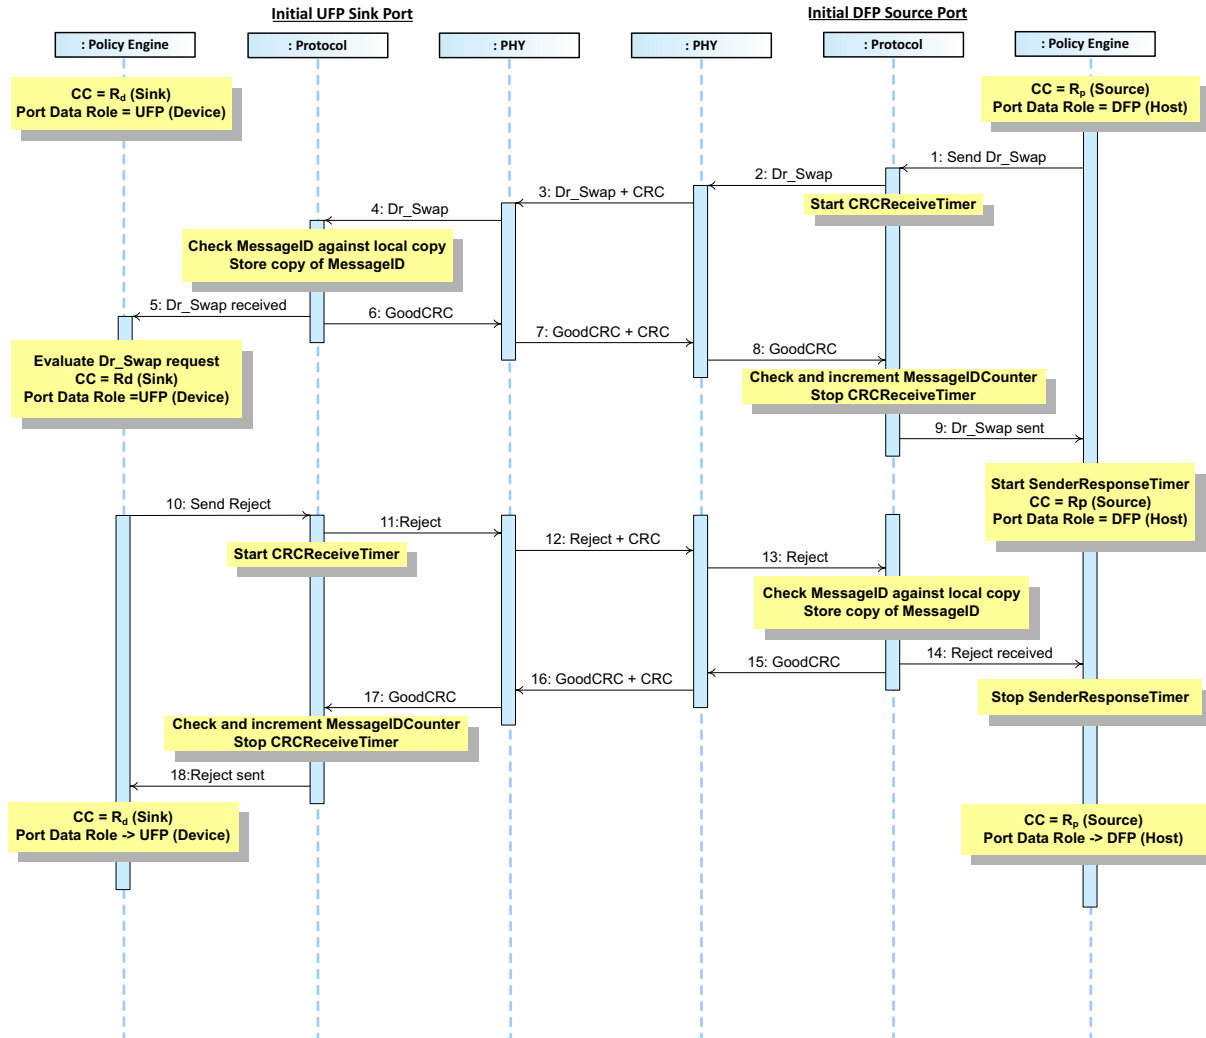 Initial UFP Sink Port
Initial DFP Source Port
: Policy Engine
: Protocol
: PHY
: PHY
: Protocol
: Policy Engine
CC = Rd (Sink)
Port Data Role = UFP (Device)
CC = Rp (Source)
Port Data Role = DFP (Host)
1: Send Dr_Swap
2: Dr_Swap
Start CRCReceiveTimer
3: Dr_Swap + CRC
4: Dr_Swap
Check MessageID against local copy
Store copy of MessageID
5: Dr_Swap received
6: GoodCRC
7: GoodCRC + CRC
8: GoodCRC
Evaluate Dr_Swap request
CC = Rd (Sink)
Port Data Role =UFP (Device)
Check and increment MessageIDCounter
Stop CRCReceiveTimer
9: Dr_Swap sent
Start SenderResponseTimer
CC = Rp (Source)
Port Data Role = DFP (Host)
10: Send Reject
11:Reject
Start CRCReceiveTimer
12: Reject + CRC
13: Reject
Check MessageID against local copy
Store copy of MessageID
14: Reject received
15: GoodCRC
16: GoodCRC + CRC
17: GoodCRC
Stop SenderResponseTimer
Check and increment MessageIDCounter
Stop CRCReceiveTimer
18:Reject sent
CC = Rd (Sink)
Port Data Role -> UFP (Device)
CC = Rp (Source)
Port Data Role -> DFP (Host)